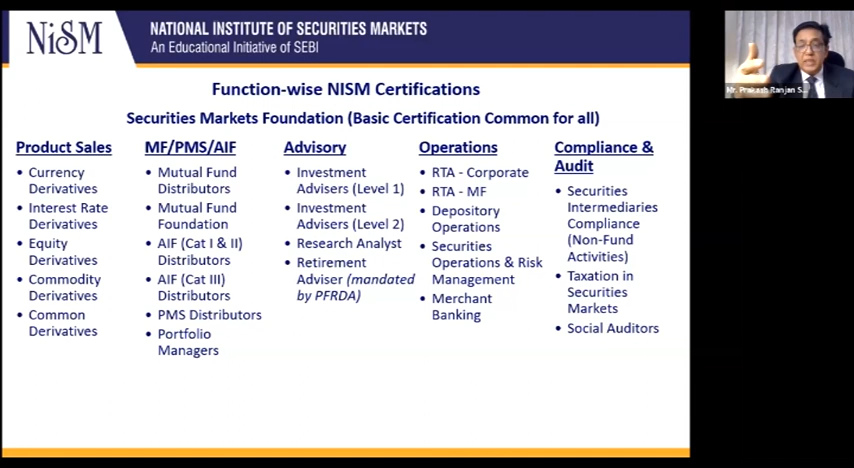 NiSM
NATIONAL INSTITUTE OF SECURITIES MARKETS
An Educational Initiative of SEBI
Function-wise NISM Certifications
Securities Markets Foundation (Basic Certification Common for all)
Product Sales
• Currency
Derivatives
• Interest Rate
Derivatives
• Equity
Derivatives
• Commodity
Derivatives
• Common
Derivatives
MF/PMS/AIF
• Mutual Fund
Distributors
• Mutual Fund
Foundation
• AIF (Cat I & II)
Distributors
• AIF (Cat III)
Distributors
• PMS Distributors
• Portfolio
Managers
Advisory
• Investment
Advisers (Level 1)
• Investment
Advisers (Level 2)
• Research Analyst
• Retirement
Adviser (mandated
by PFRDA)
Operations
• RTA - Corporate
• RTA - MF
• Depository
Operations
• Securities
Operations & Risk
Management
• Merchant
Banking
Compliance &
Audit
• Securities
Intermediaries
Compliance
(Non-Fund
Activities)
• Taxation in
Securities
Markets
• Social Auditors
Mr. Prakash Ranjan S...